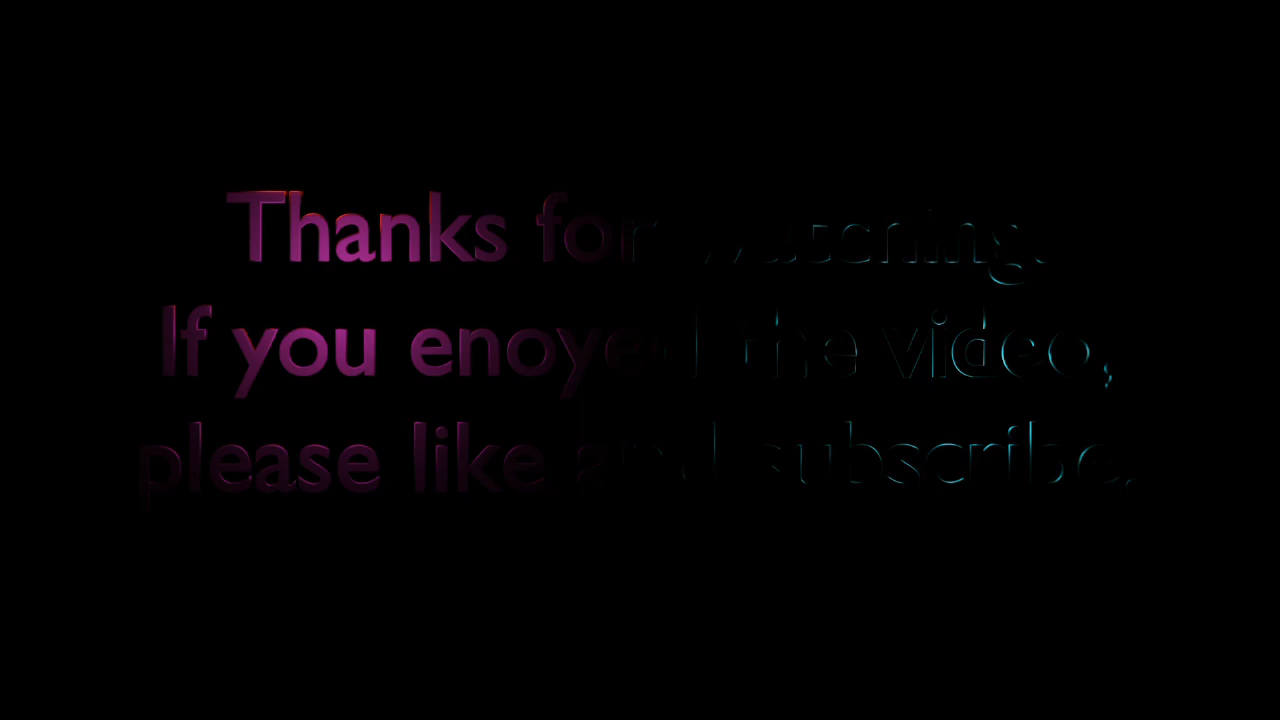 Thanks for watching.
If you enoyed the video,
please like and subscribe.